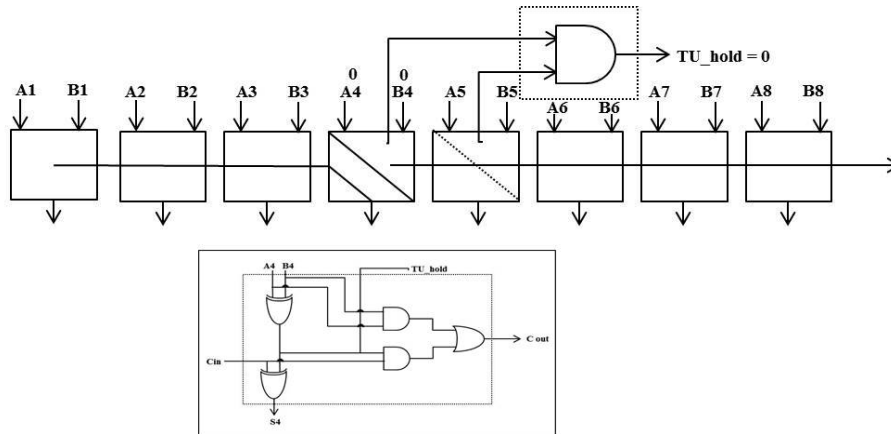 TU_hold = 0
0 0
A1 B1 A2 B2 A3 B3 A4 B4 A5 B5 A6 B6 A7 B7 A8 B8
A4 B4 TU_hold
C out
Cin
S4